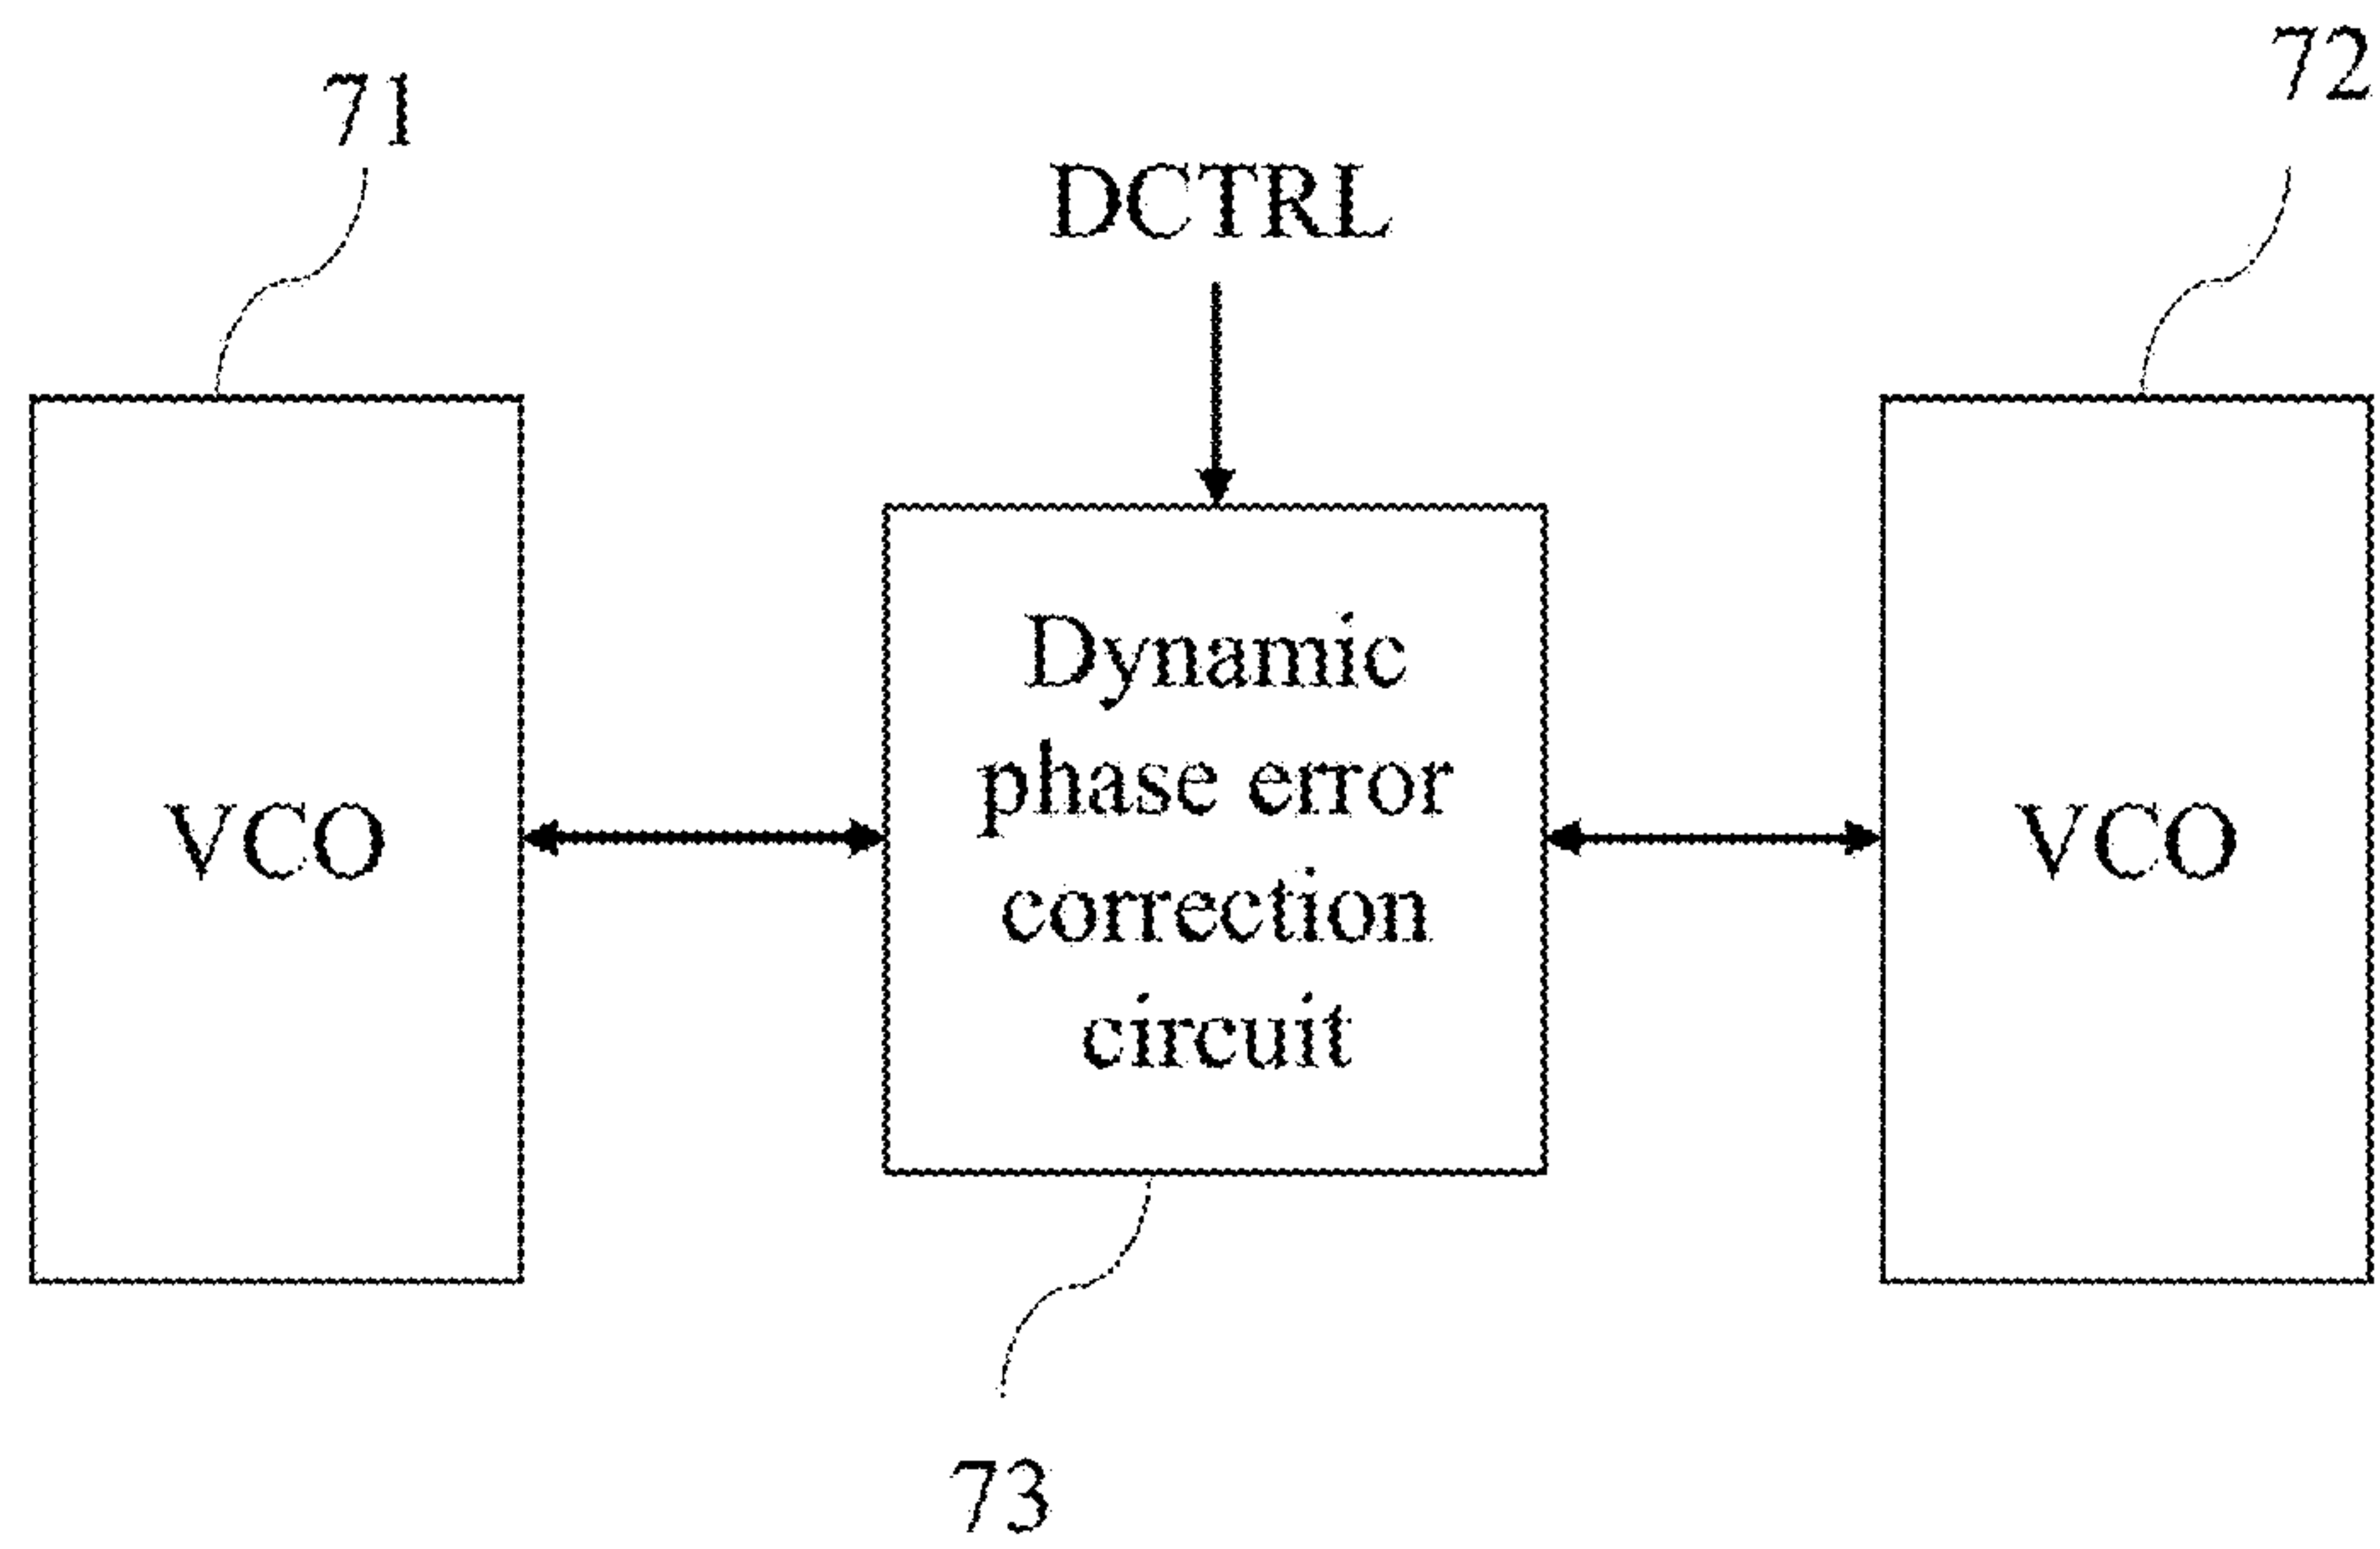 72
71
DCTRL
Dynamic
phase error
VCO
VCO
correction
circuit
73